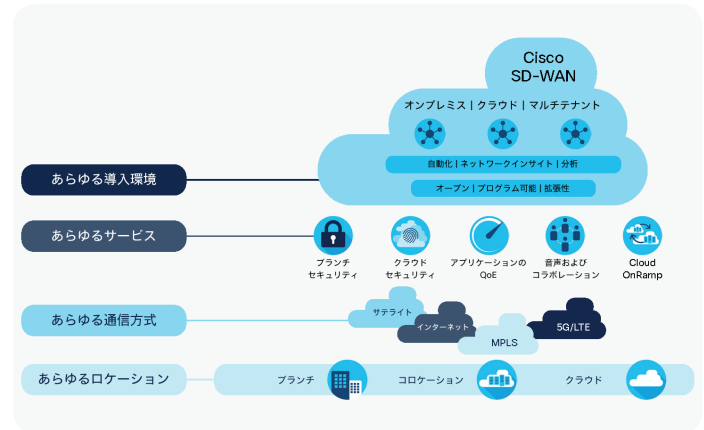 Cisco
SD-WAN
オンプレミス | クラウド | マルチテナント
自動化 | ネットワークインサイト | 分析
オープン | プログラム可能 | 拡張性
あらゆる導入環境
あらゆるサービス
ブランチ
セキュリティ
クラウド
セキュリティ
アプリケーションの
QoE
音声および
コラボレーション
Cloud
OnRamp
あらゆる通信方式
サテライト
インターネット
MPLS
5G/LTE
あらゆるロケーション
ブランチ
コロケーション
クラウド